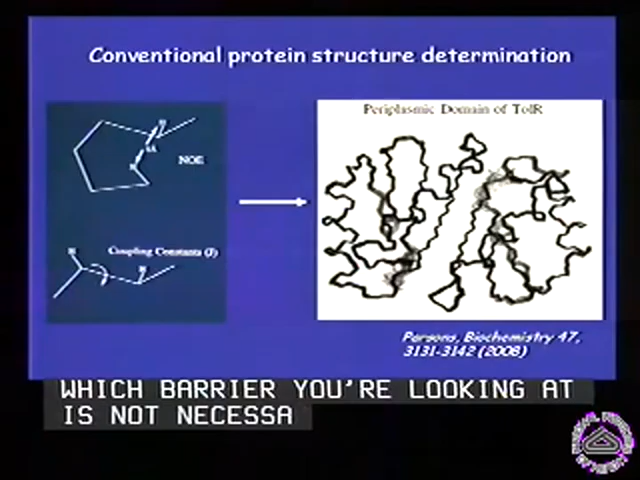 Conventional protein structure determination
Periplasmic Domain of TolR
NOE
Coupling Constants (J)
Parsons, Biochemistry 47,
3131-3142 (2008)
WHICH BARRIER YOU'RE LOOKING AT
IS NOT NECESSA